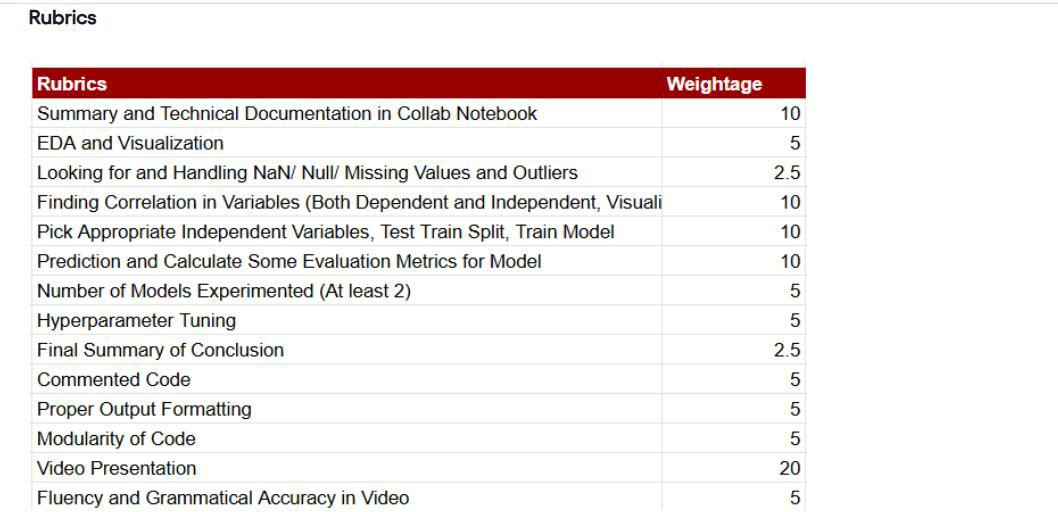 Rubrics
Rubrics Weightage
Summary and Technical Documentation in Collab Notebook 10
EDA and Visualization 5
Looking for and Handling NaN/ Null/ Missing Values and Outliers 2.5
Finding Correlation in Variables (Both Dependent and Independent, Visuali 10
Pick Appropriate Independent Variables, Test Train Split, Train Model 10
Prediction and Calculate Some Evaluation Metrics for Model 10
Number of Models Experimented (At least 2) 5
Hyperparameter Tuning 5
Final Summary of Conclusion 2.5
Commented Code 5
Proper Output Formatting 5
Modularity of Code 5
Video Presentation 20
Fluency and Grammatical Accuracy in Video 5